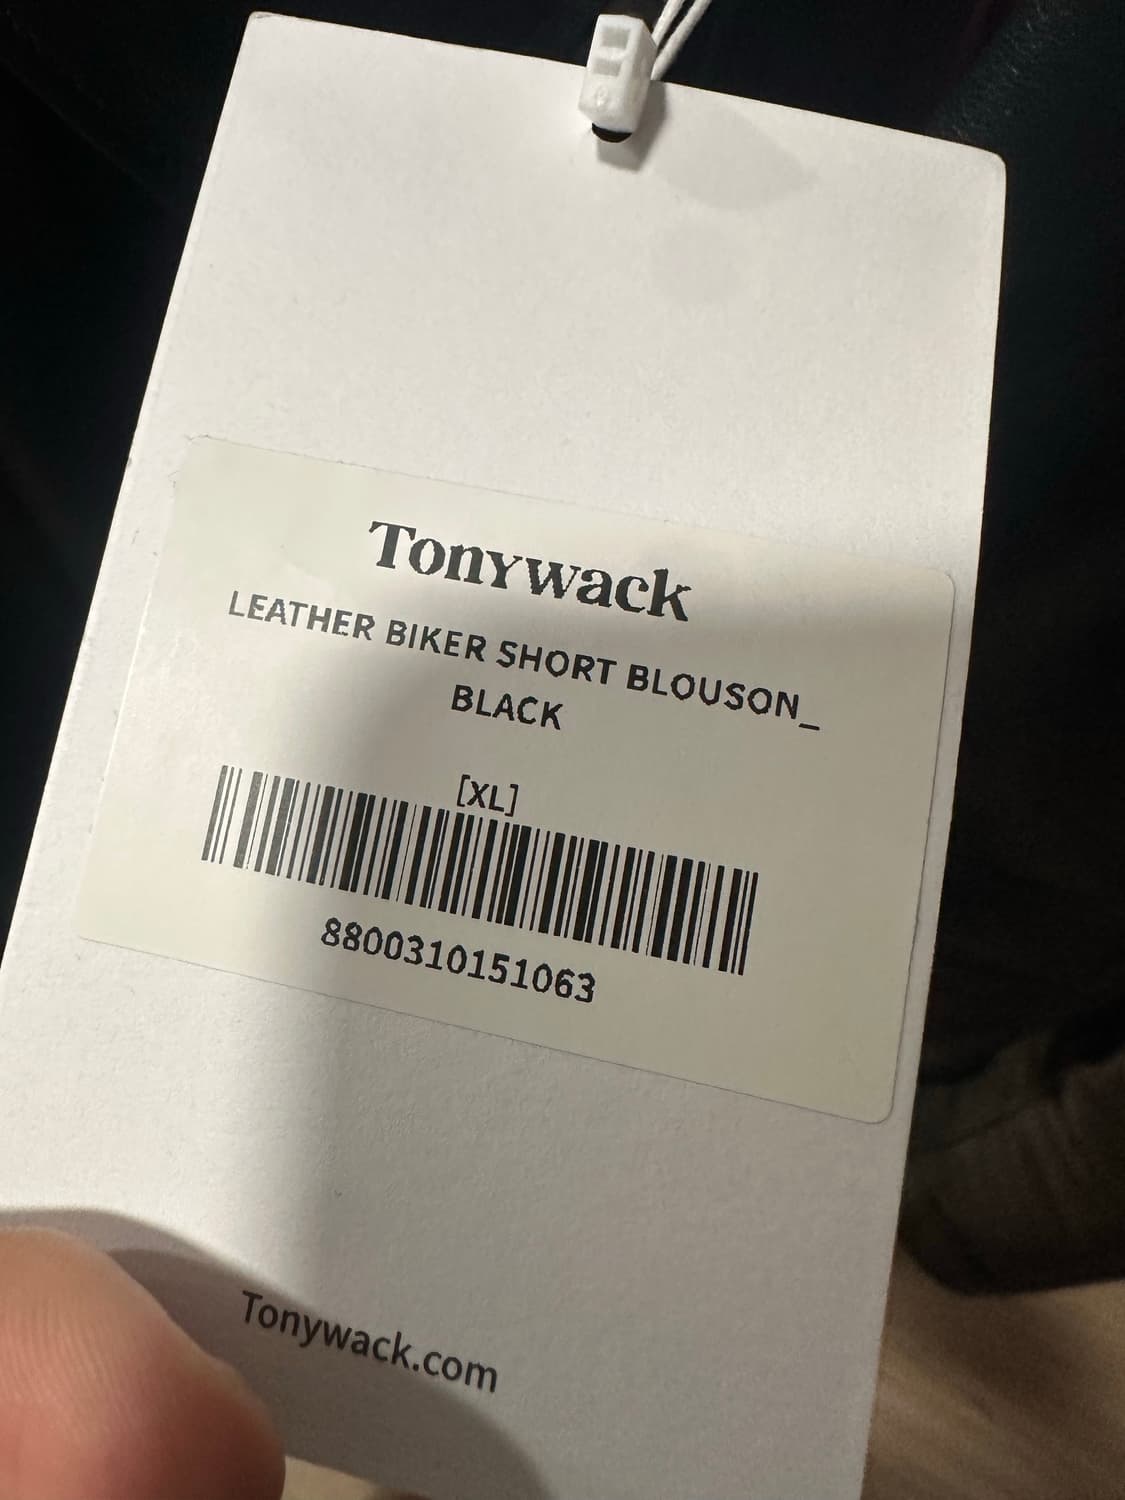 Tonywack
LEATHER BIKER SHORT BLOUSON_
BLACK
[XL]
8800310151063
Tonywack.com